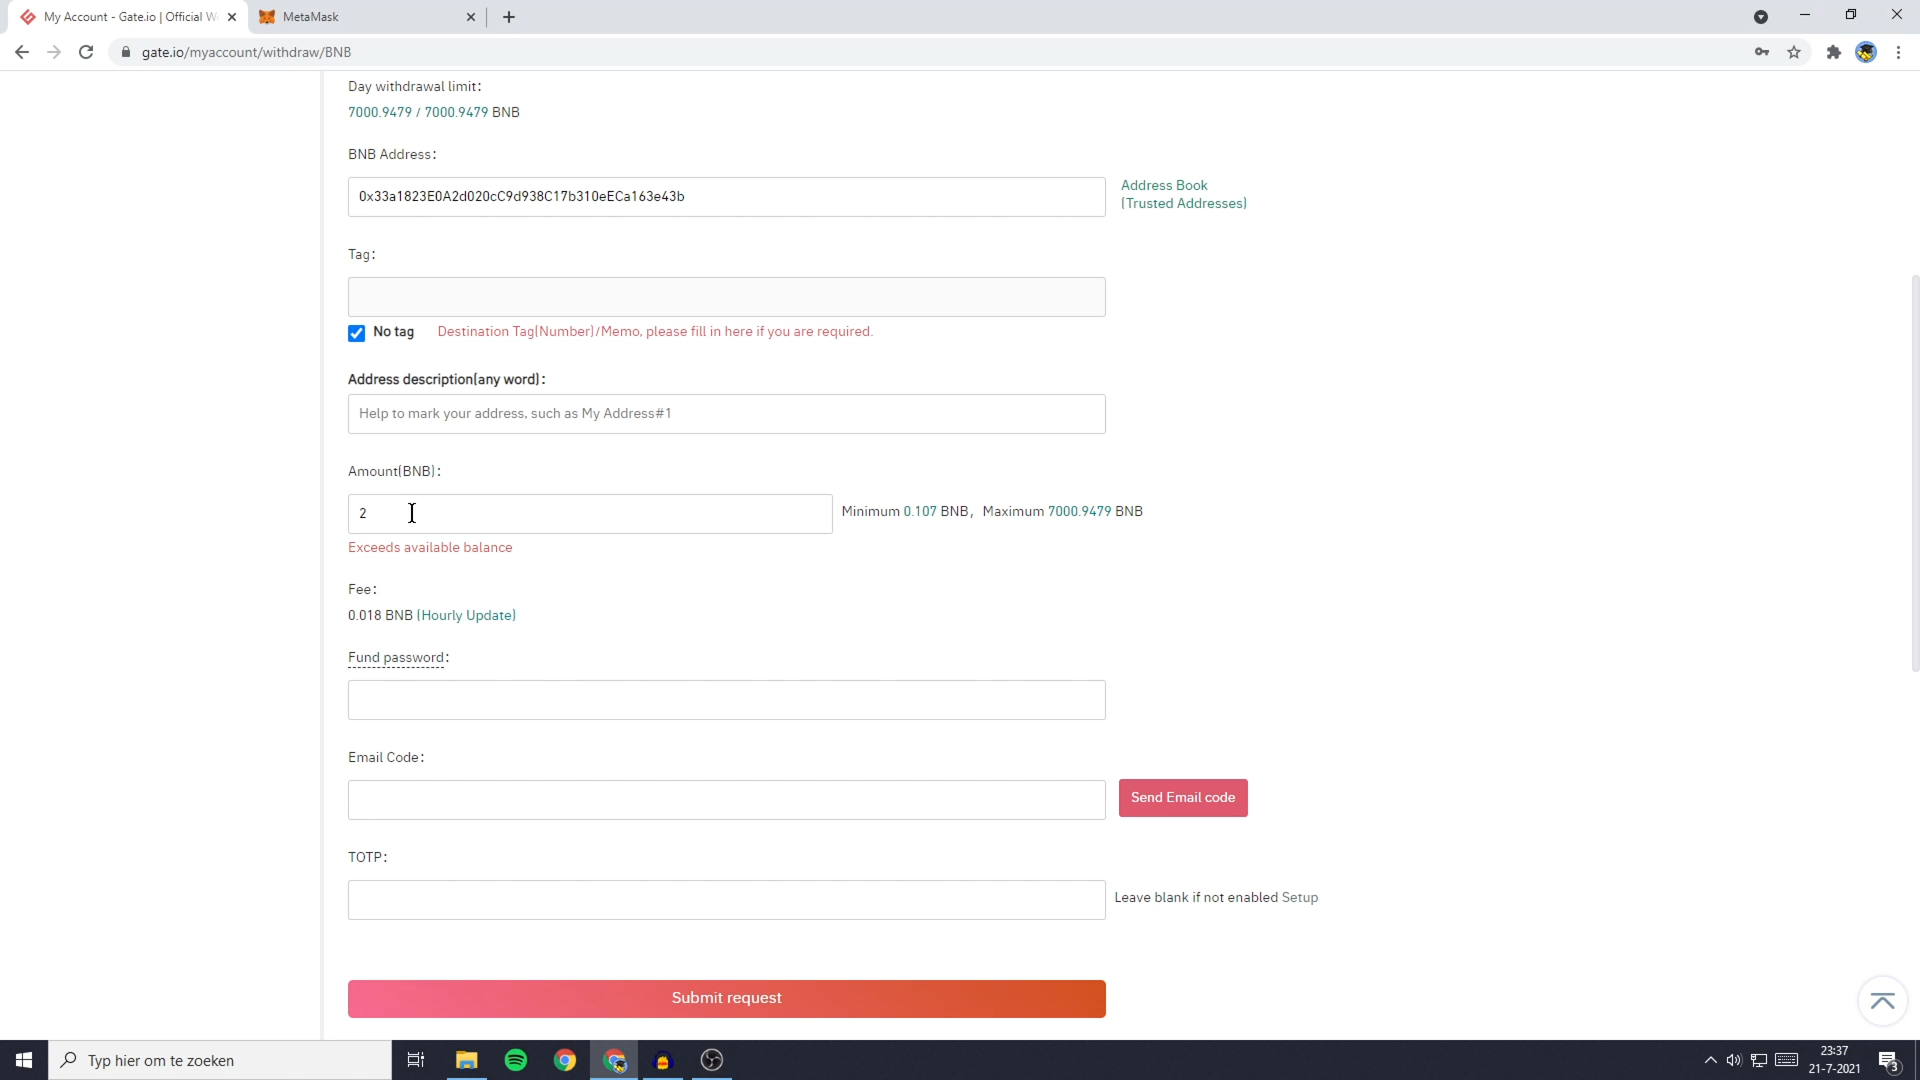 My Account - Gate.io | Official W
MetaMask
gate.io/myaccount/withdraw/BNB
Day withdrawal limit:
7000.9479 / 7000.9479 BNB
BNB Address:
0x33a1823E0A2d020cC9d938C17b310eECa163e43b
Address Book
(Trusted Addresses)
Tag:
No tag
Destination Tag(Number)/Memo, please fill in here if you are required.
Address description(any word):
Help to mark your address, such as My Address#1
Amount(BNB):
2
Minimum 0.107 BNB, Maximum 7000.9479 BNB
Exceeds available balance
Fee:
0.018 BNB (Hourly Update)
Fund password:
Email Code:
Send Email code
TOTP:
Leave blank if not enabled Setup
Submit request
Typ hier om te zoeken
23:37
21-7-2021
3